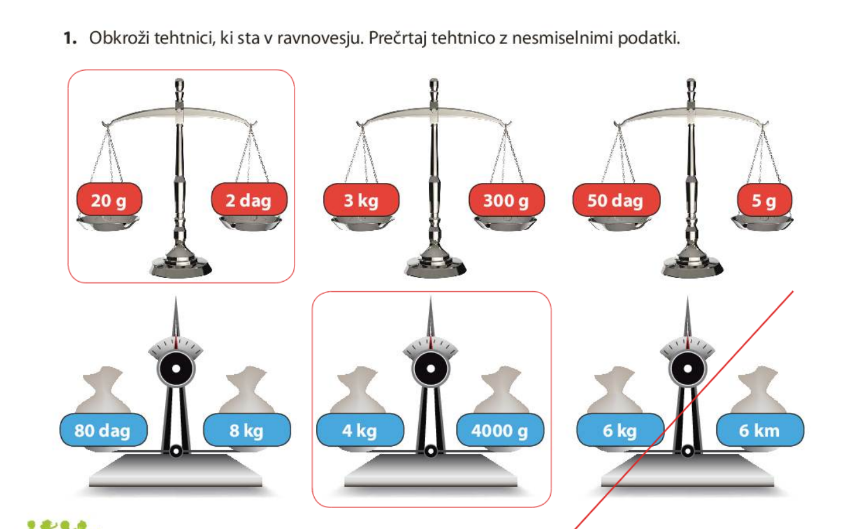 1. Obkroži tehtnici, ki sta v ravnovesju. Prečrtaj tehtnico z nesmiselnimi podatki.
20 g
2 dag
3 kg
300 g
50 dag
5 g
80 dag
8 kg
4 kg
4000 g
6 kg
6 km